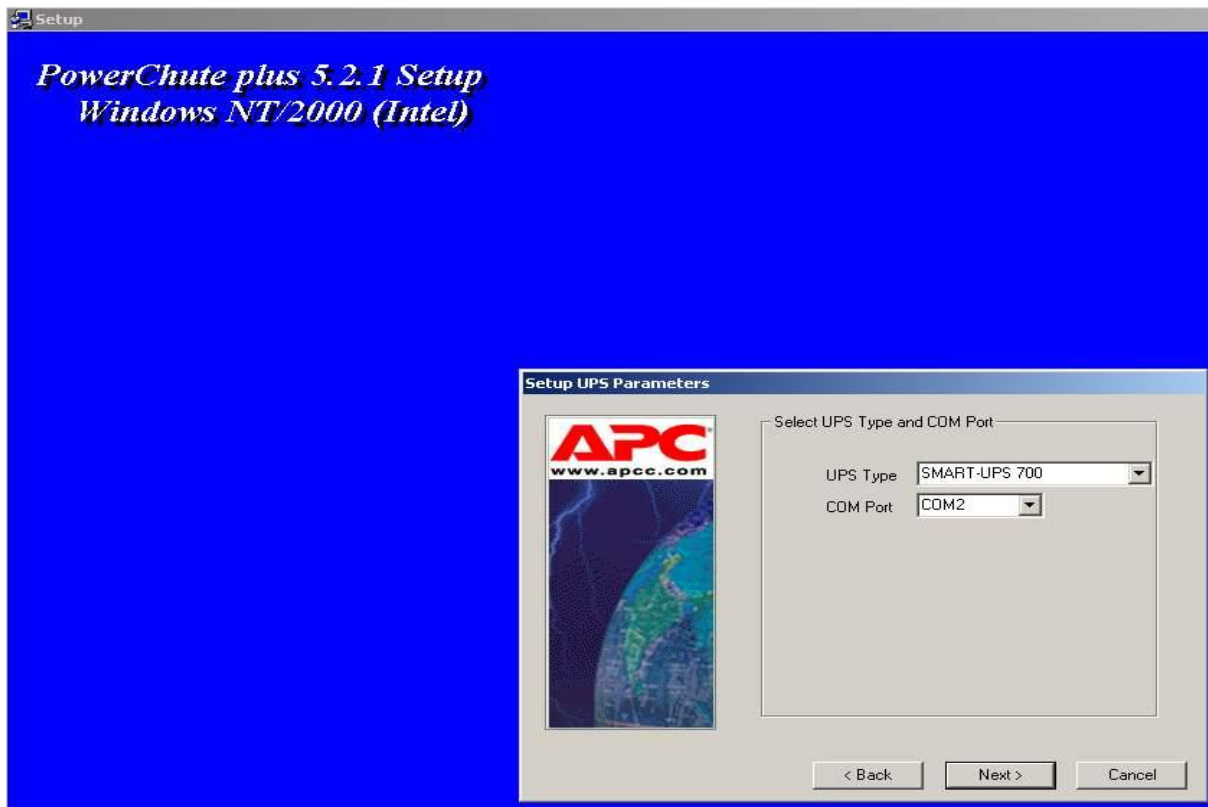 Setup
PowerChute plus 5.2.1 Setup
Windows NT/2000 (Intel)
Setup UPS Parameters
APC
www.apcc.com
Select UPS Type and COM Port
UPS Type SMART-UPS 700
COM Port COM2
< Back Next > Cancel